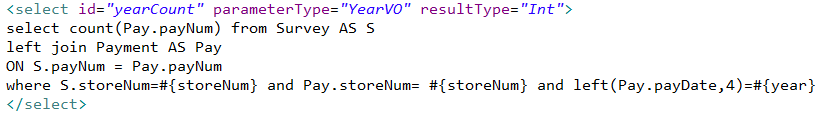 <select id="yearCount" parameterType="YearVO" resultType="Int">
select count(Pay.payNum) from Survey AS S
left join Payment AS Pay
ON S.payNum = Pay.payNum
where S.storeNum=#{storeNum} and Pay.storeNum= #{storeNum} and left(Pay.payDate,4)=#{year}
</select>